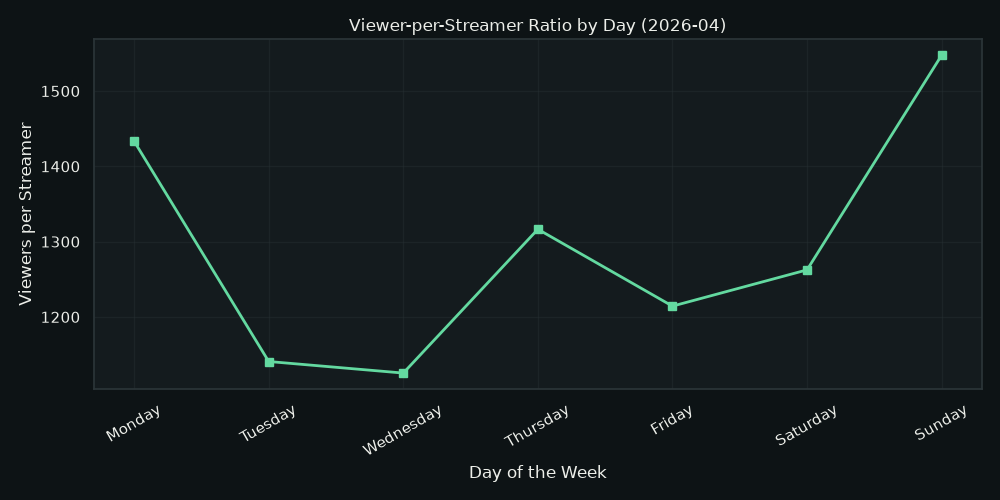 Viewer-per-Streamer Ratio by Day (2026-04)
Viewers per Streamer
1500
1400
1300
1200
Monday
Tuesday
Wednesday
Thursday
Friday
Saturday
Sunday
Day of the Week